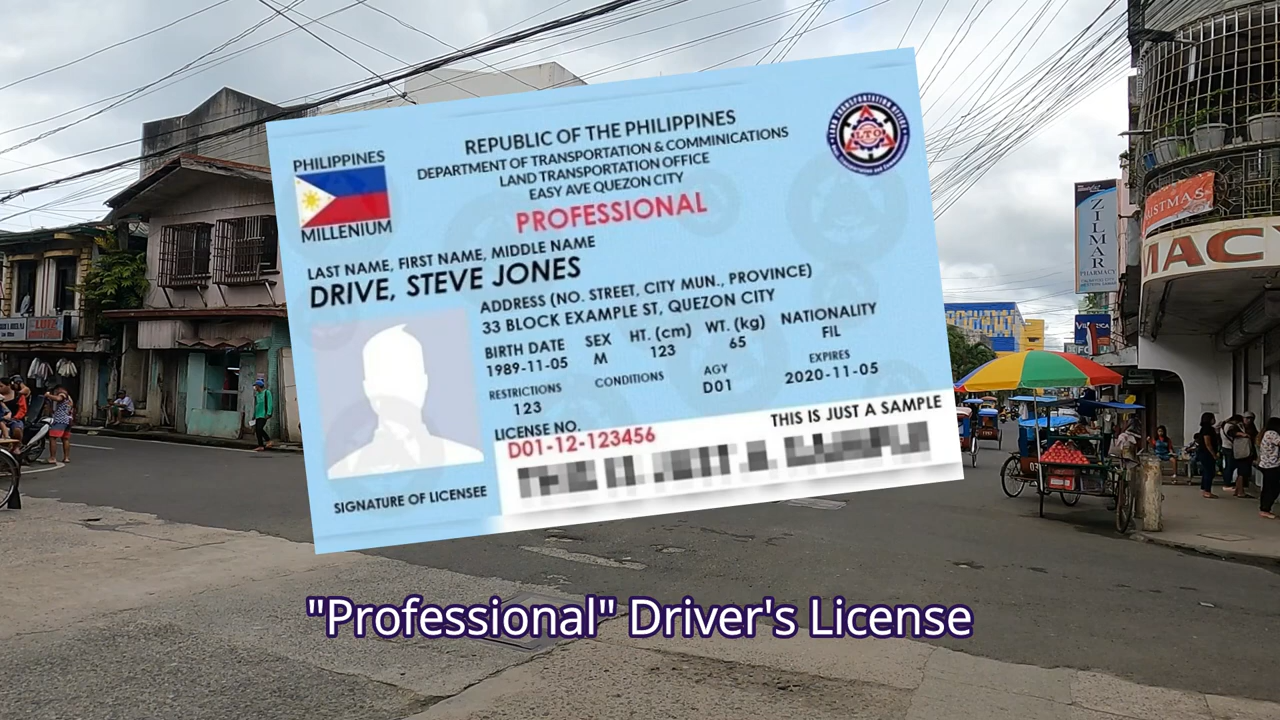 PHILIPPINES
MILLENIUM
REPUBLIC OF THE PHILIPPINES
DEPARTMENT OF TRANSPORTATION & COMMINICATIONS
LAND TRANSPORTATION OFFICE
EASY AVE QUEZON CITY
PROFESSIONAL
LTO
LAST NAME, FIRST NAME, MIDDLE NAME
DRIVE, STEVE JONES
ADDRESS (NO. STREET, CITY MUN., PROVINCE)
33 BLOCK EXAMPLE ST, QUEZON CITY
BIRTH DATE SEX HT. (cm) WT. (kg) NATIONALITY
1989-11-05 M 123 65 FIL
RESTRICTIONS CONDITIONS AGY EXPIRES
123 D01 2020-11-05
LICENSE NO.
D01-12-123456
THIS IS JUST A SAMPLE
SIGNATURE OF LICENSEE
ZILMAR
PHARMACY
MAC
"Professional" Driver's License